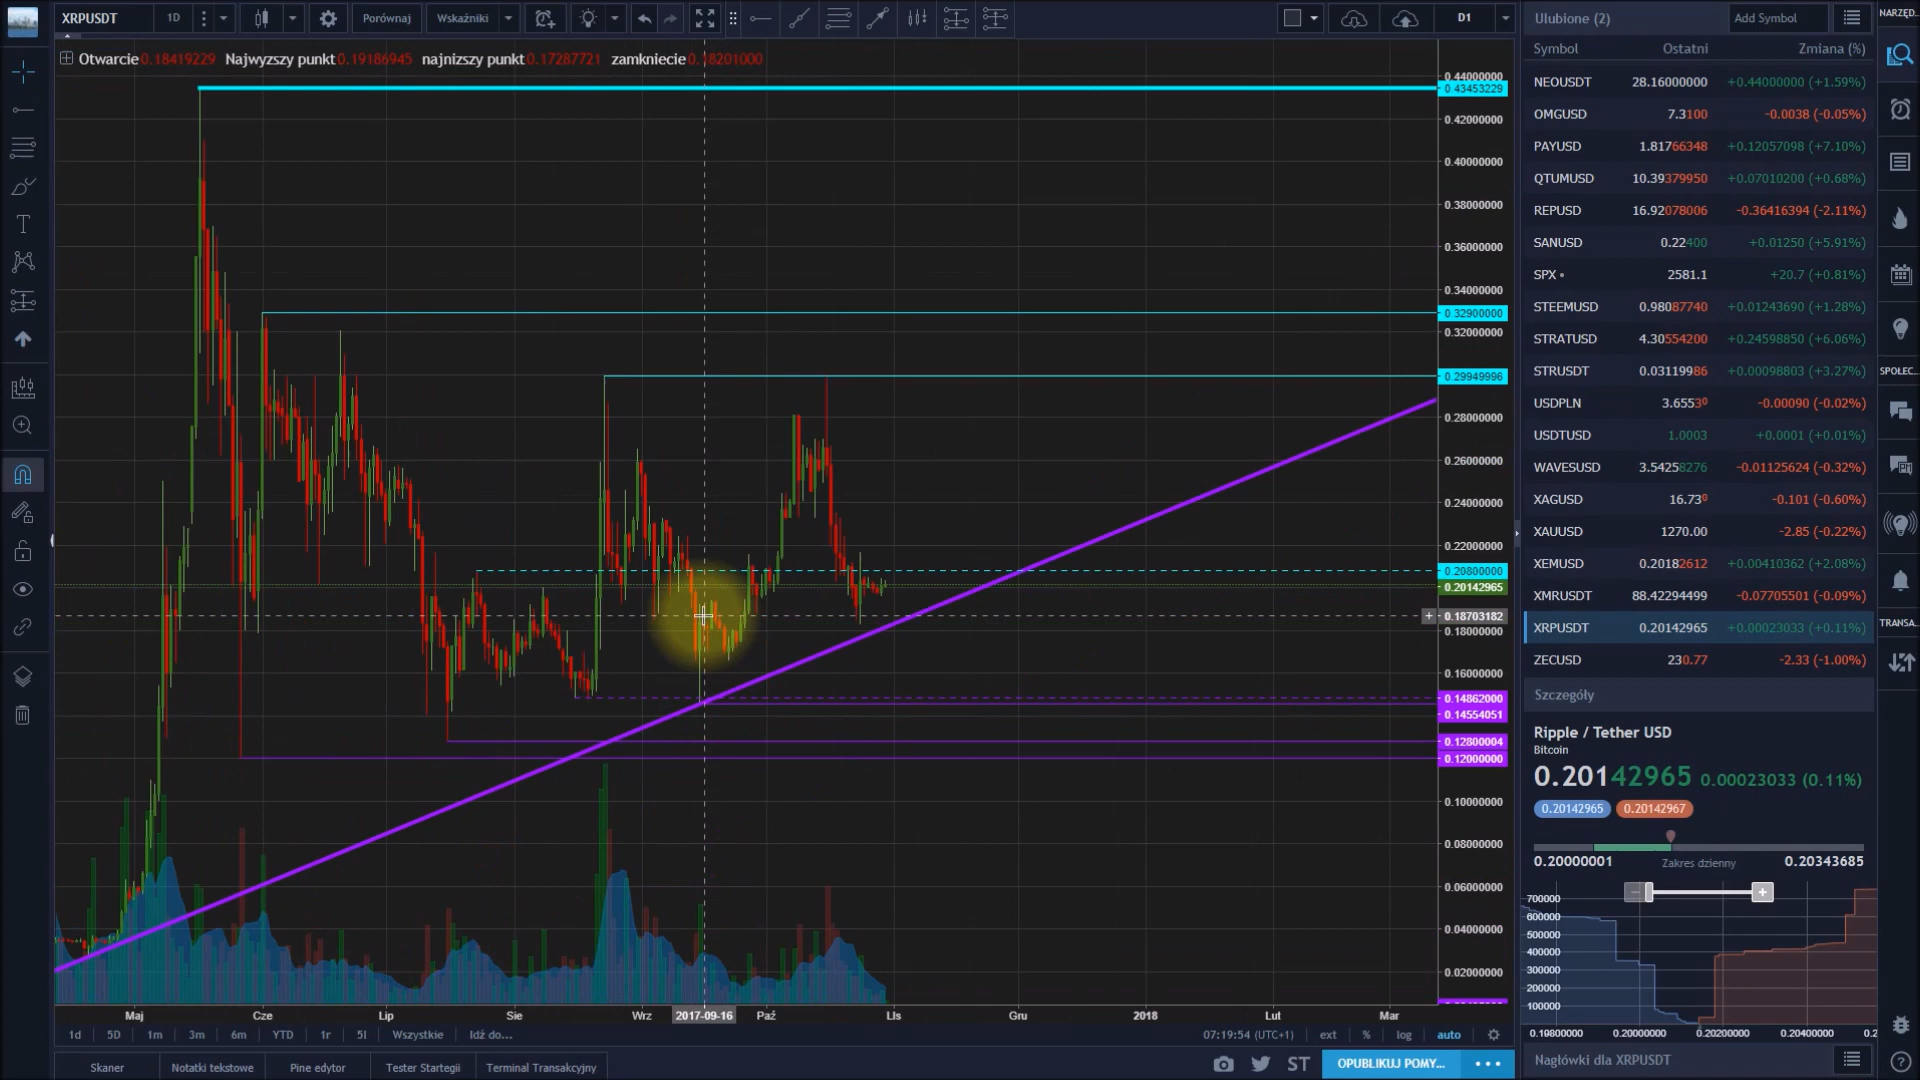 XRPUSDT 1D Porównaj Wskaźniki D1
Otwarcie 0.18419229 Najwyzszy punkt 0.19186945 najnizszy punkt 0.17287721 zamkniecie 0.18201000
0.44000000
0.43453229
0.42000000
0.40000000
0.38000000
0.36000000
0.34000000
0.32900000
0.32000000
0.29949996
0.28000000
0.26000000
0.24000000
0.22000000
0.20800000
0.20142965
0.18703182
0.18000000
0.16000000
0.14862000
0.14554051
0.12800004
0.12000000
0.10000000
0.08000000
0.06000000
0.04000000
0.02000000
Maj Cze Lip Sie Wrz 2017-09-16 Paź Lis Gru 2018 Lut Mar
1d 5D 1m 3m 6m YTD 1r 5l Wszystkie Idź do... 07:19:54 (UTC+1) ext % log auto
Skaner Notatki tekstowe Pine edytor Tester Startegii Terminal Transakcyjny ST OPUBLIKUJ POMY...
Ulubione (2) Add Symbol
Symbol Ostatni Zmiana (%)
NEOUSDT 28.16000000 +0.44000000 (+1.59%)
OMGUSD 7.3100 -0.0038 (-0.05%)
PAYUSD 1.81766348 +0.12057098 (+7.10%)
QTUMUSD 10.39379950 +0.07010200 (+0.68%)
REPUSD 16.92078006 -0.36416394 (-2.11%)
SANUSD 0.22400 +0.01250 (+5.91%)
SPX 2581.1 +20.7 (+0.81%)
STEEMUSD 0.98087740 +0.01243690 (+1.28%)
STRATUSD 4.30554200 +0.24598850 (+6.06%)
STRUSDT 0.03119986 +0.00098803 (+3.27%)
USDPLN 3.65530 -0.00090 (-0.02%)
USDTUSD 1.0003 +0.0001 (+0.01%)
WAVESUSD 3.54258276 -0.01125624 (-0.32%)
XAGUSD 16.730 -0.101 (-0.60%)
XAUUSD 1270.00 -2.85 (-0.22%)
XEMUSD 0.20182612 +0.00410362 (+2.08%)
XMRUSDT 88.42294499 -0.07705501 (-0.09%)
XRPUSDT 0.20142965 +0.00023033 (+0.11%)
ZECUSD 230.77 -2.33 (-1.00%)
Szczegóły
Ripple / Tether USD
Bitcoin
0.20142965 0.00023033 (0.11%)
0.20142965 0.20142967
0.20000001 Zakres dzienny 0.20343685
700000
600000
500000
400000
300000
200000
100000
0.19800000 0.20000000 0.20200000 0.20400000
Nagłówki dla XRPUSDT
NARZĘD.
SPOŁEC.
TRANSA.